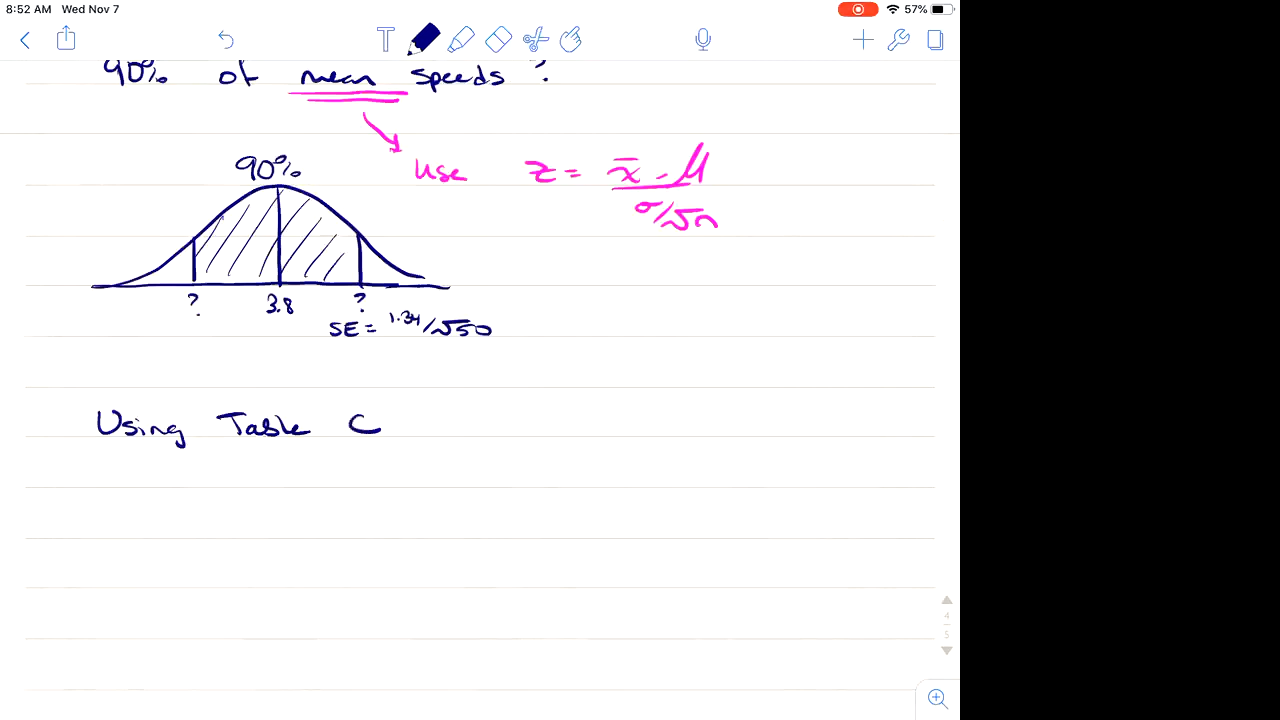 8:52 AM Wed Nov 7
57%
T
90% of mean speeds ?
90%
use z = x̄ - μ
σ/√n
? 3.8 ?
SE = 1.34/√50
Using Table C
4
5